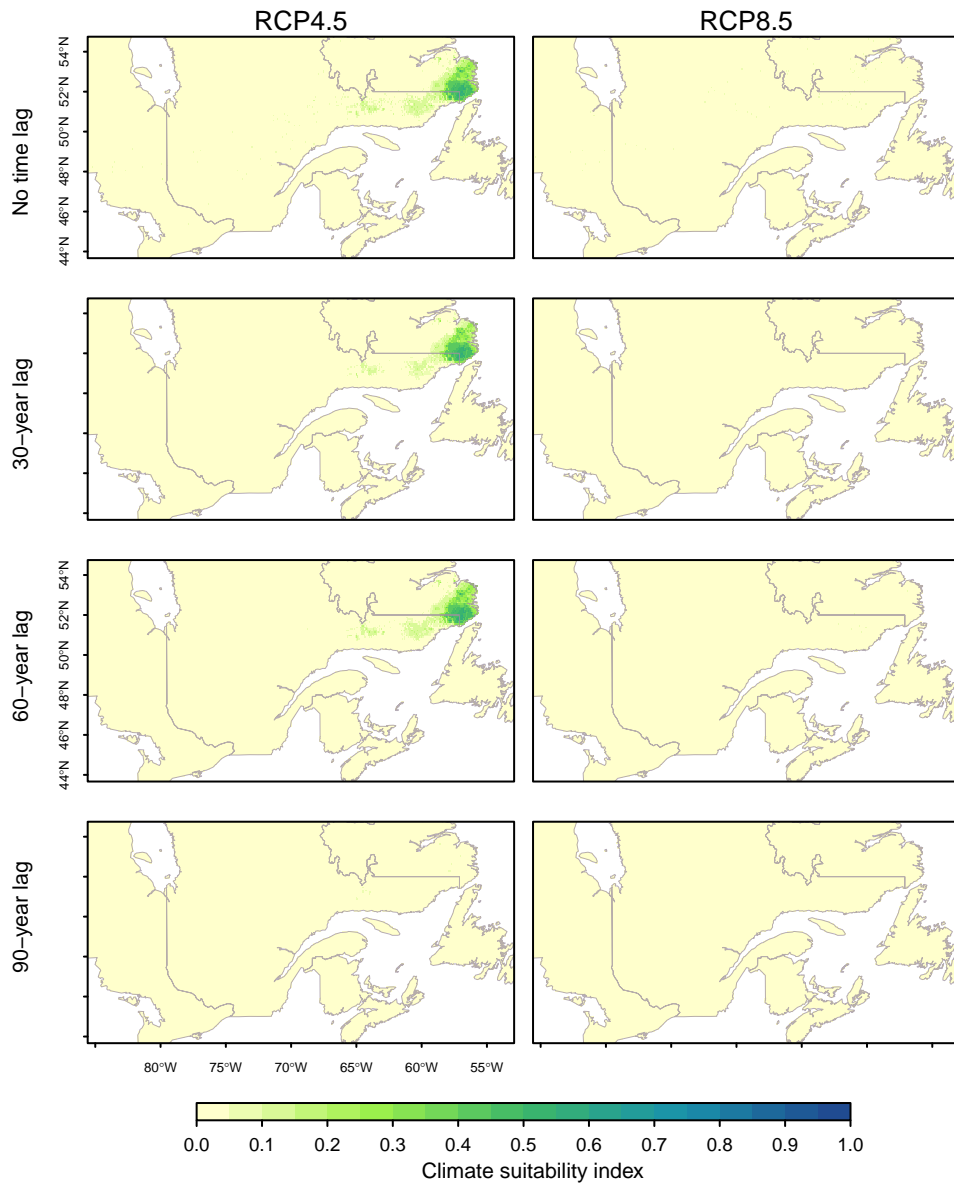 RCP4.5 RCP8.5
No time lag
54°N
52°N
50°N
48°N
46°N
44°N
30−year lag
60−year lag
54°N
52°N
50°N
48°N
46°N
44°N
90−year lag
80°W 75°W 70°W 65°W 60°W 55°W
0.0 0.1 0.2 0.3 0.4 0.5 0.6 0.7 0.8 0.9 1.0
Climate suitability index